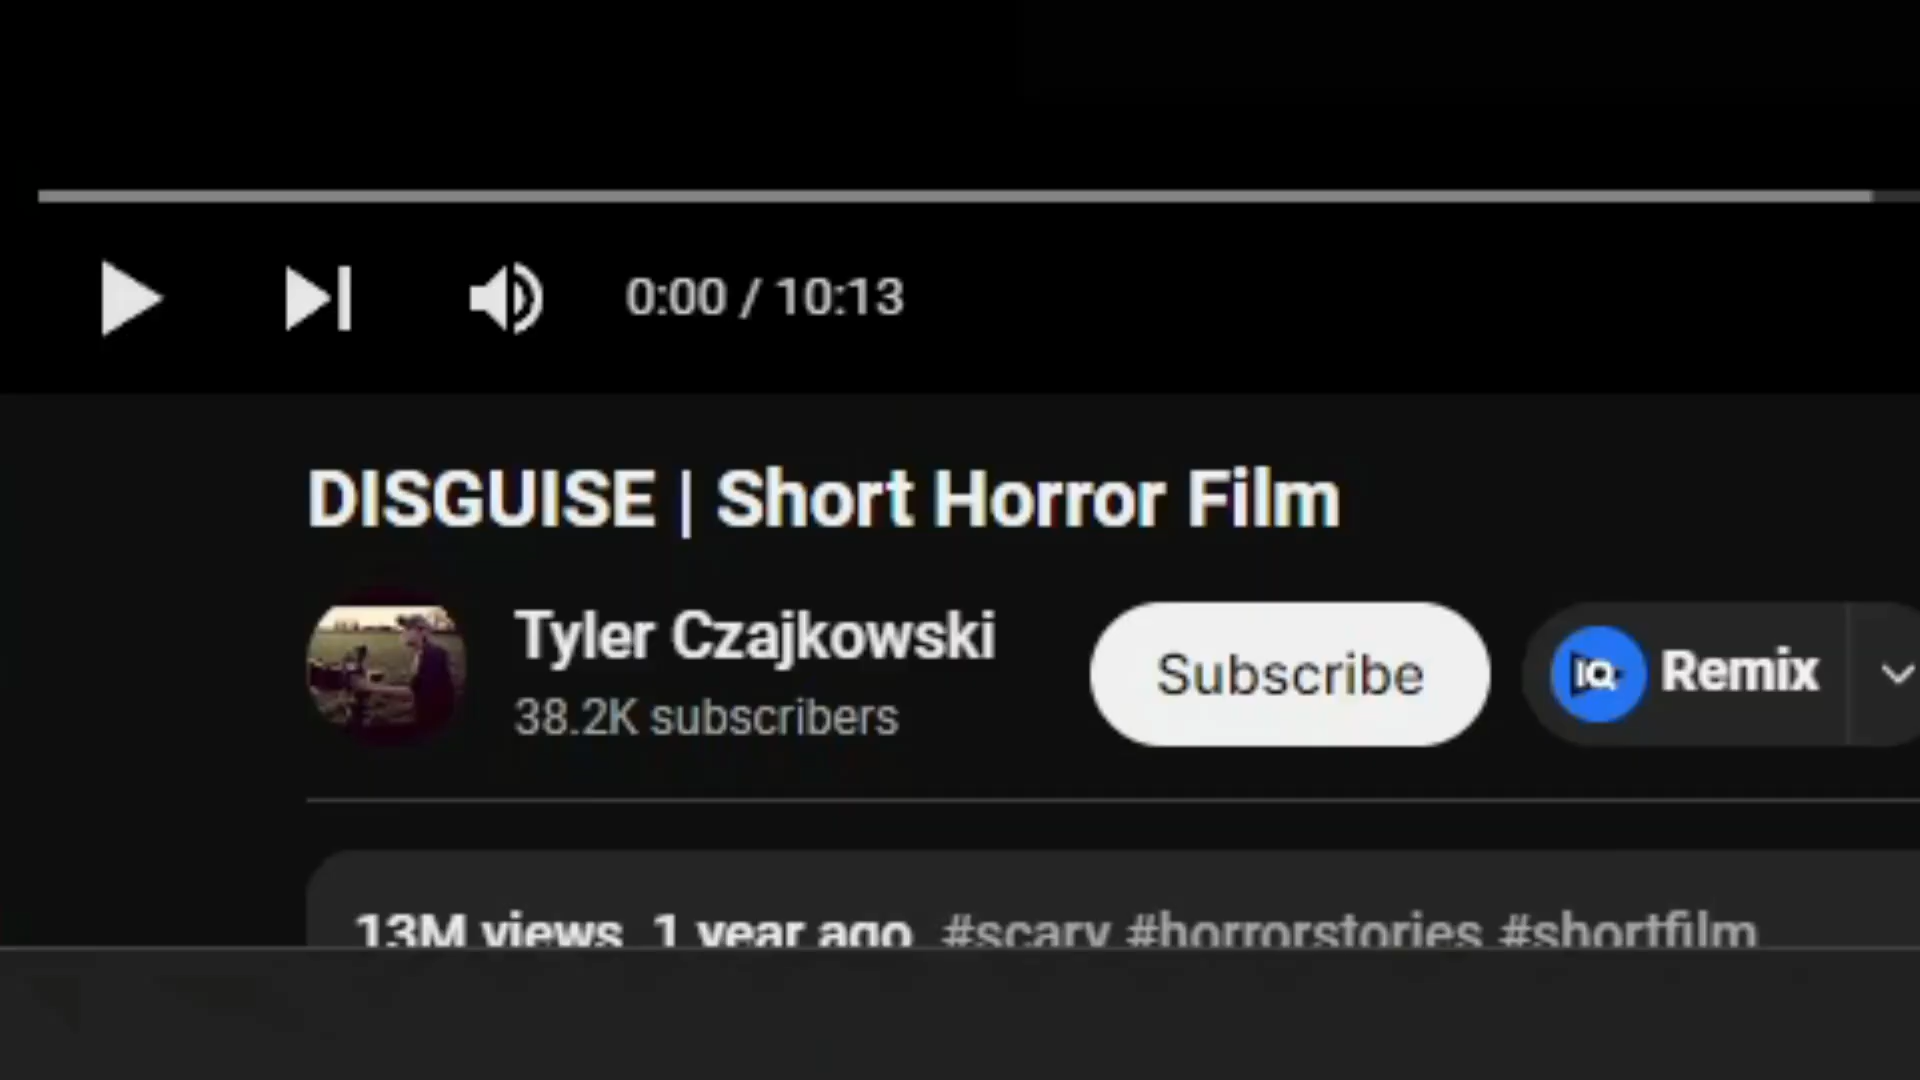 0:00 / 10:13
DISGUISE | Short Horror Film
Tyler Czajkowski
38.2K subscribers
Subscribe
IQ
Remix
13M views 1 year ago #scary #horrorstories #shortfilm